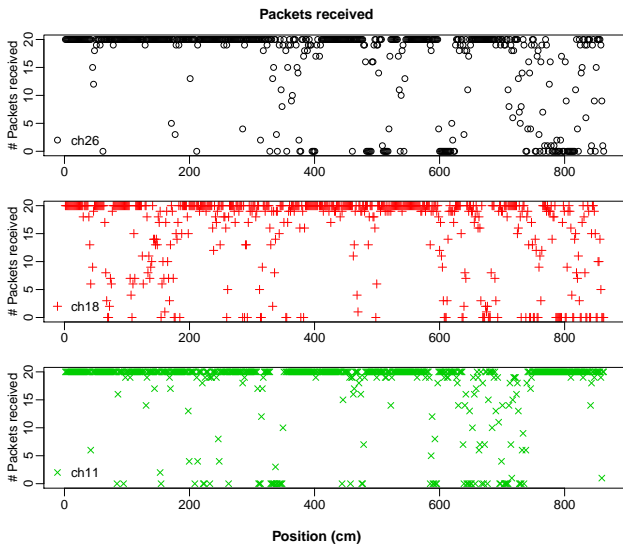 Packets received
# Packets received
0 5 10 15 20
ch26
0 200 400 600 800
# Packets received
0 5 10 15 20
ch18
0 200 400 600 800
# Packets received
0 5 10 15 20
ch11
0 200 400 600 800
Position (cm)